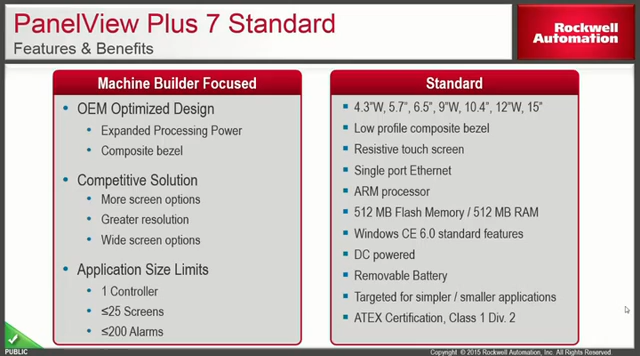 PanelView Plus 7 Standard
Features & Benefits
Rockwell
Automation
Machine Builder Focused
OEM Optimized Design
Expanded Processing Power
Composite bezel
Competitive Solution
More screen options
Greater resolution
Wide screen options
Application Size Limits
1 Controller
≤25 Screens
≤200 Alarms
Standard
4.3"W, 5.7", 6.5", 9"W, 10.4", 12"W, 15"
Low profile composite bezel
Resistive touch screen
Single port Ethernet
ARM processor
512 MB Flash Memory / 512 MB RAM
Windows CE 6.0 standard features
DC powered
Removable Battery
Targeted for simpler / smaller applications
ATEX Certification, Class 1 Div. 2
PUBLIC
Copyright © 2015 Rockwell Automation, Inc. All Rights Reserved.